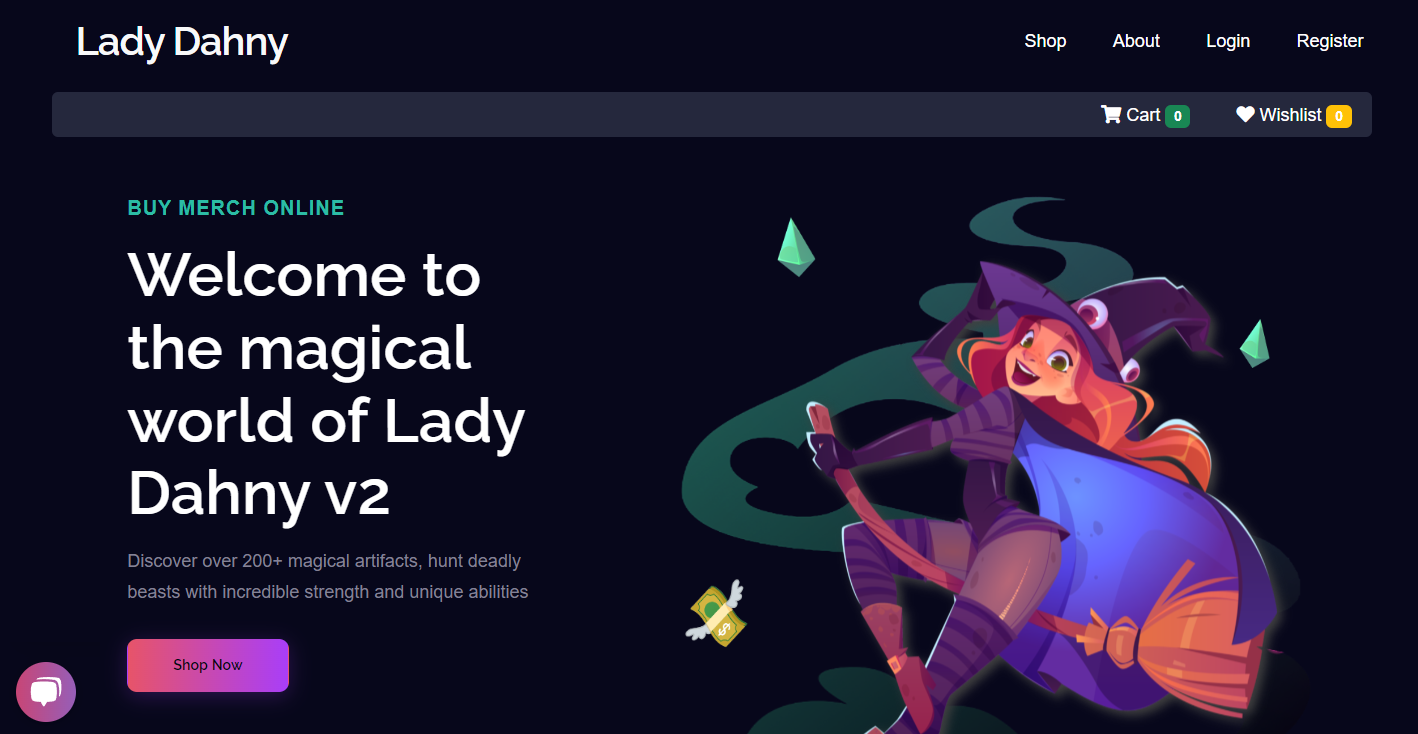 Lady Dahny
Shop About Login Register
Cart 0 Wishlist 0
BUY MERCH ONLINE
Welcome to
the magical
world of Lady
Dahny v2
Discover over 200+ magical artifacts, hunt deadly
beasts with incredible strength and unique abilities
$
Shop Now